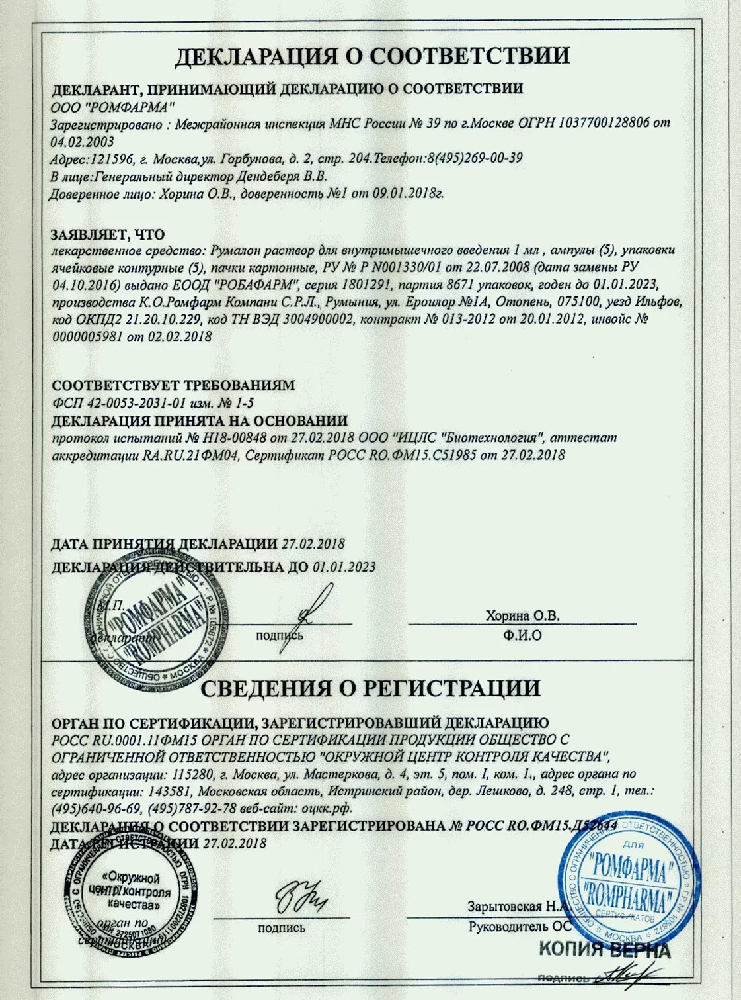 ДЕКЛАРАЦИЯ О СООТВЕТСТВИИ
ДЕКЛАРАНТ, ПРИНИМАЮЩИЙ ДЕКЛАРАЦИЮ О СООТВЕТСТВИИ
ООО "РОМФАРМА"
Зарегистрировано : Межрайонная инспекция МНС России № 39 по г.Москве ОГРН 1037700128806 от
04.02.2003
Адрес:121596, г. Москва,ул. Горбунова, д. 2, стр. 204.Телефон:8(495)269-00-39
В лице:Генеральный директор Дендеберя В.В.
Доверенное лицо: Хорина О.В., доверенность №1 от 09.01.2018г.
ЗАЯВЛЯЕТ, ЧТО
лекарственное средство: Румалон раствор для внутримышечного введения 1 мл , ампулы (5), упаковки
ячейковые контурные (5), пачки картонные, РУ № Р N001330/01 от 22.07.2008 (дата замены РУ
04.10.2016) выдано ЕООД "РОБАФАРМ", серия 1801291, партия 8671 упаковок, годен до 01.01.2023,
производства К.О.Ромфарм Компани С.Р.Л., Румыния, ул. Ероилор №1А, Отопень, 075100, уезд Ильфов,
код ОКПД2 21.20.10.229, код ТН ВЭД 3004900002, контракт № 013-2012 от 20.01.2012, инвойс №
0000005981 от 02.02.2018
СООТВЕТСТВУЕТ ТРЕБОВАНИЯМ
ФСП 42-0053-2031-01 изм. № 1-5
ДЕКЛАРАЦИЯ ПРИНЯТА НА ОСНОВАНИИ
протокол испытаний № Н18-00848 от 27.02.2018 ООО "ИЦЛС "Биотехнология", аттестат
аккредитации RA.RU.21ФМ04, Сертификат РОСС RO.ФМ15.С51985 от 27.02.2018
ДАТА ПРИНЯТИЯ ДЕКЛАРАЦИИ 27.02.2018
ДЕКЛАРАЦИЯ ДЕЙСТВИТЕЛЬНА ДО 01.01.2023
М.П.
"РОМФАРМА"
"ROMPHARMA"
МОСКВА
декларант
подпись
Хорина О.В.
Ф.И.О
СВЕДЕНИЯ О РЕГИСТРАЦИИ
ОРГАН ПО СЕРТИФИКАЦИИ, ЗАРЕГИСТРИРОВАВШИЙ ДЕКЛАРАЦИЮ
РОСС RU.0001.11ФМ15 ОРГАН ПО СЕРТИФИКАЦИИ ПРОДУКЦИИ ОБЩЕСТВО С
ОГРАНИЧЕННОЙ ОТВЕТСТВЕННОСТЬЮ "ОКРУЖНОЙ ЦЕНТР КОНТРОЛЯ КАЧЕСТВА",
адрес организации: 115280, г. Москва, ул. Мастеркова, д. 4, эт. 5, пом. I, ком. 1., адрес органа по
сертификации: 143581, Московская область, Истринский район, дер. Лешково, д. 248, стр. 1, тел.:
(495)640-96-69, (495)787-92-78 веб-сайт: оцкк.рф.
ДЕКЛАРАЦИЯ О СООТВЕТСТВИИ ЗАРЕГИСТРИРОВАНА № РОСС RO.ФМ15.Д52644
ДАТА РЕГИСТРАЦИИ 27.02.2018
«Окружной
центр контроля
качества»
орган по
сертификации
МОСКВА
подпись
Зарытовская Н.А.
Руководитель ОС
ОБЩЕСТВО С ОГРАНИЧЕННОЙ ОТВЕТСТВЕННОСТЬЮ * ГР № 105872 * МОСКВА *
ДЛЯ
"РОМФАРМА"
"ROMPHARMA"
СЕРТИФИКАТОВ
КОПИЯ ВЕРНА
подпись